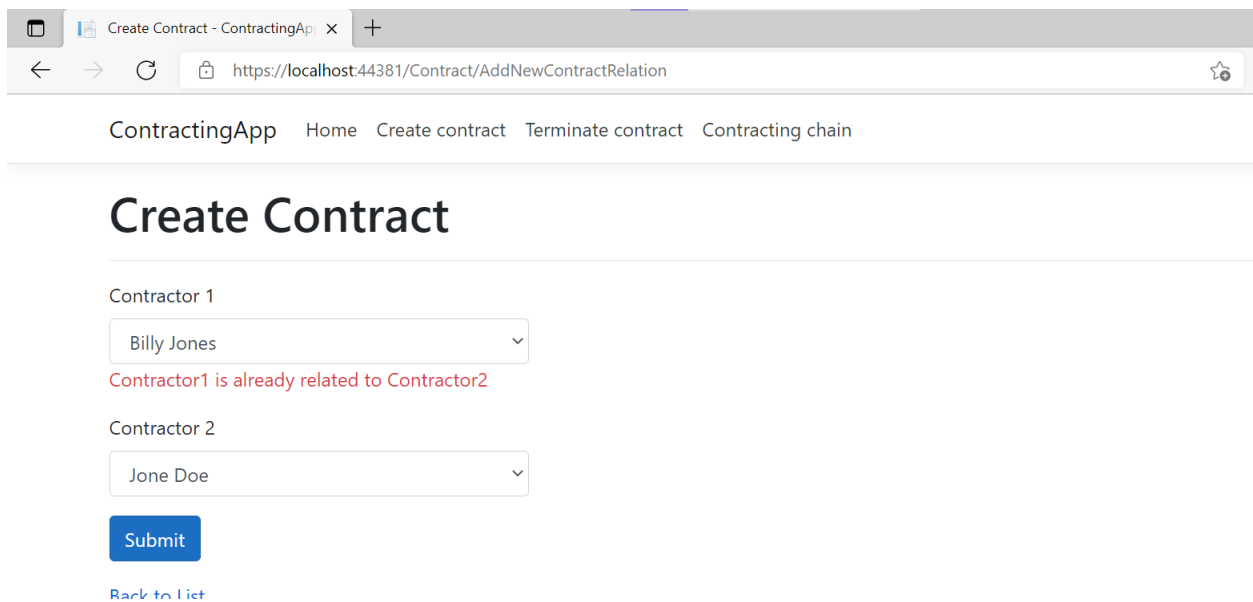 Create Contract - ContractingAp
https://localhost:44381/Contract/AddNewContractRelation
ContractingApp Home Create contract Terminate contract Contracting chain
Create Contract
Contractor 1
Billy Jones
Contractor1 is already related to Contractor2
Contractor 2
Jone Doe
Submit
Back to List